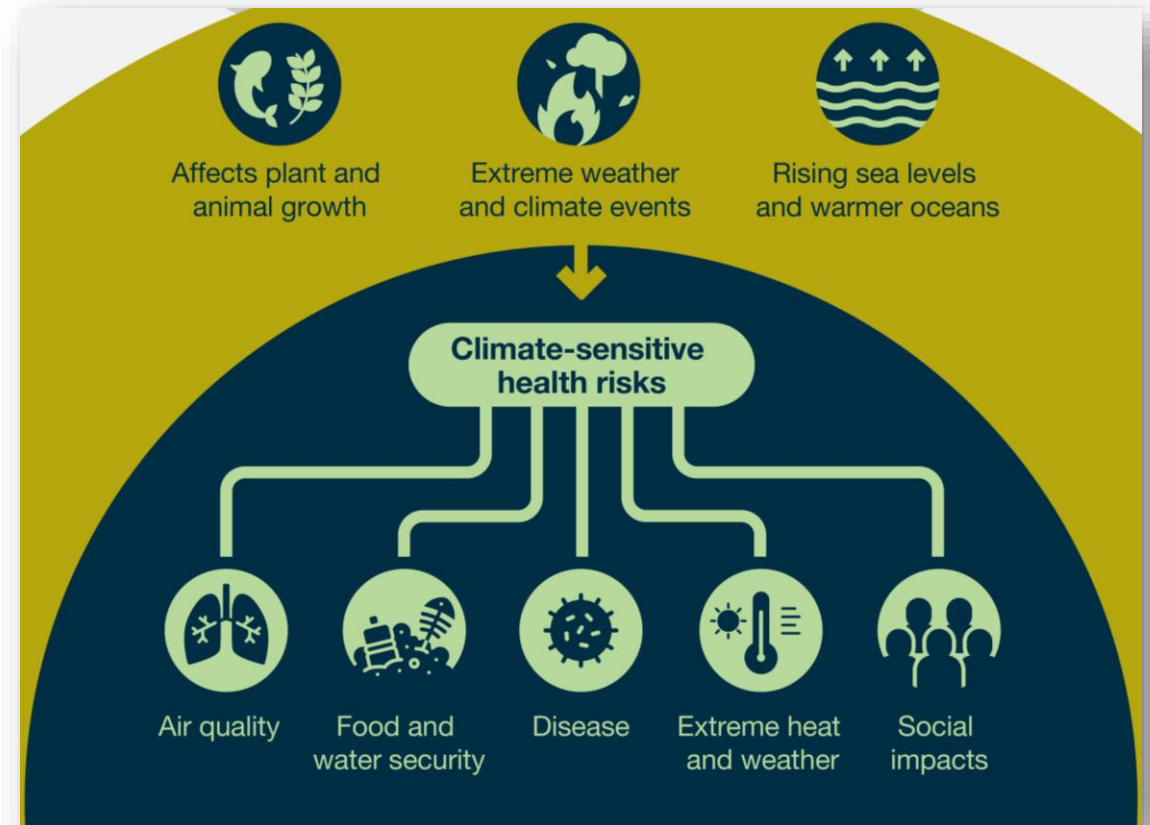 Affects plant and
animal growth
Extreme weather
and climate events
Rising sea levels
and warmer oceans
Climate-sensitive
health risks
Air quality
Food and
water security
Disease
Extreme heat
and weather
Social
impacts